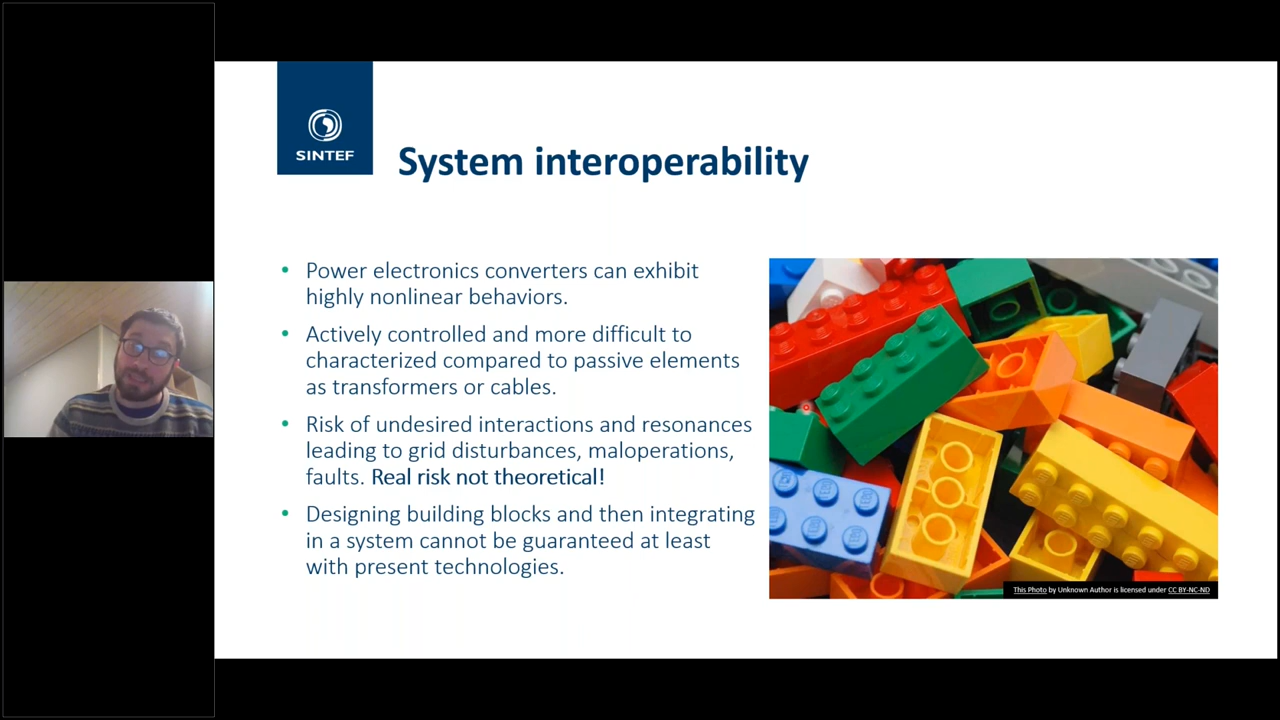 SINTEF
System interoperability
• Power electronics converters can exhibit
highly nonlinear behaviors.
• Actively controlled and more difficult to
characterized compared to passive elements
as transformers or cables.
• Risk of undesired interactions and resonances
leading to grid disturbances, maloperations,
faults. Real risk not theoretical!
• Designing building blocks and then integrating
in a system cannot be guaranteed at least
with present technologies.
This Photo by Unknown Author is licensed under CC BY-NC-ND